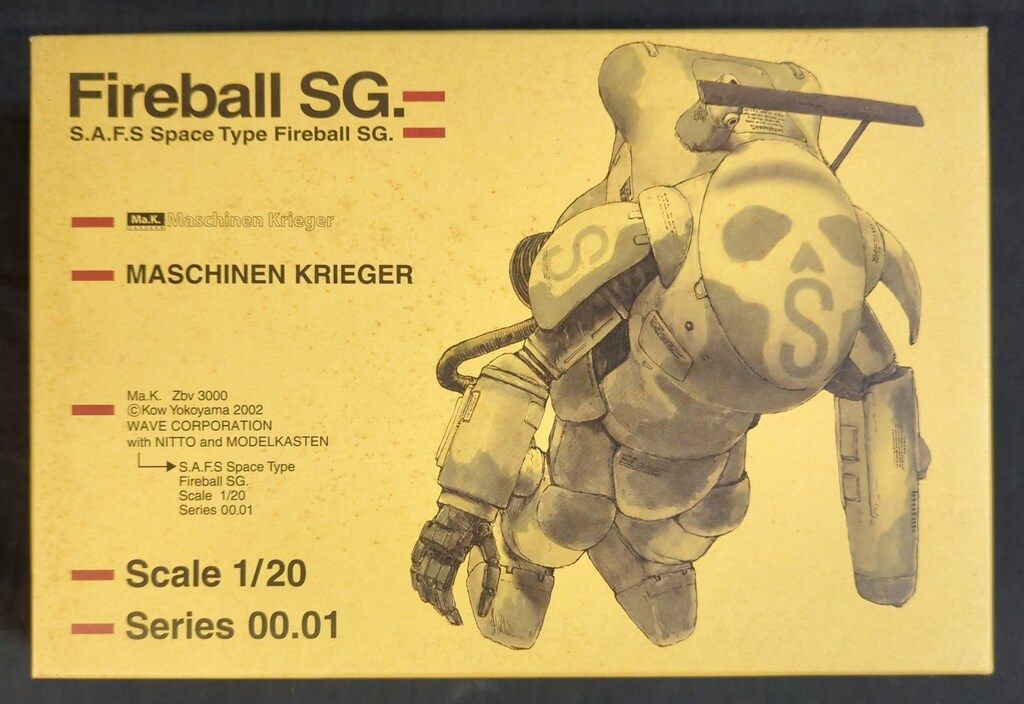 Fireball SG.
S.A.F.S Space Type Fireball SG.
Ma.K. Maschinen Krieger
MASCHINEN KRIEGER
Ma.K. Zbv 3000
©Kow Yokoyama 2002
WAVE CORPORATION
with NITTO and MODELKASTEN
S.A.F.S Space Type
Fireball SG.
Scale 1/20
Series 00.01
Scale 1/20
Series 00.01
S
S